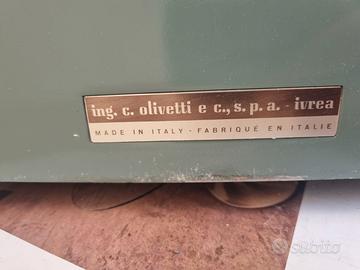 ing. c. olivetti e c., s. p. a. - ivrea
MADE IN ITALY - FABRIQUÉ EN ITALIE
subito